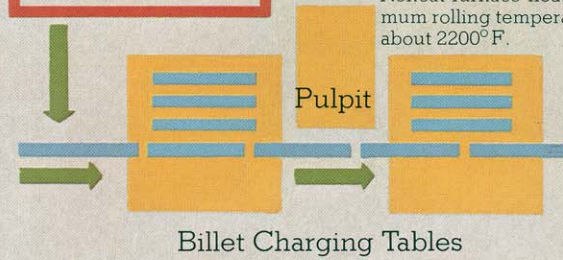 mum rolling tempera
about 2200° F.
Pulpit
Billet Charging Tables